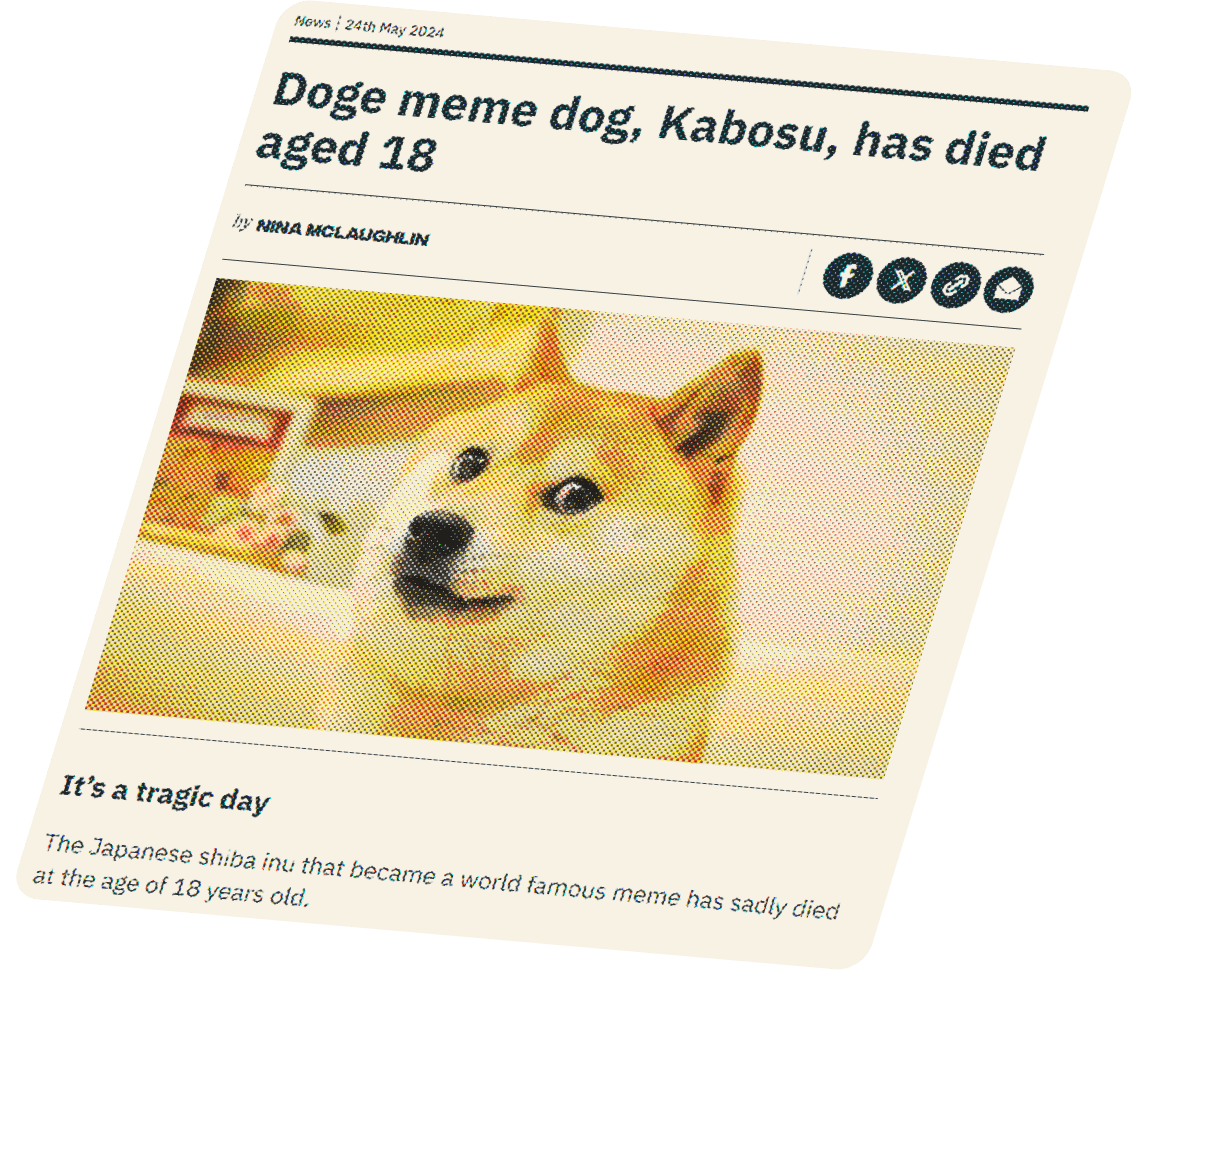 News | 24th May 2024
Doge meme dog, Kabosu, has died
aged 18
by NINA MCLAUGHLIN
It's a tragic day
The Japanese shiba inu that became a world famous meme has sadly died
at the age of 18 years old.